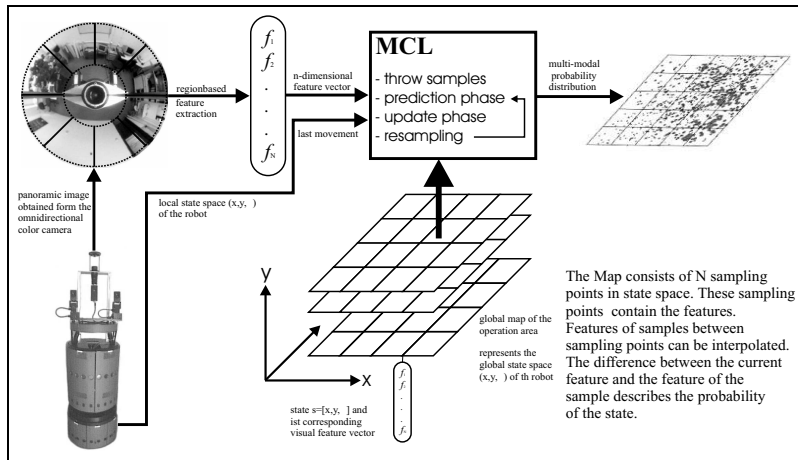 f1
f2
.
.
.
fN
MCL
- throw samples
- prediction phase
- update phase
- resampling
regionbased
feature
extraction
n-dimensional
feature vector
last movement
multi-modal
probability
distribution
panoramic image
obtained form the
omnidirectional
color camera
local state space (x,y, )
of the robot
y
x
global map of the
operation area
represents the
global state space
(x,y, ) of th robot
state s=[x,y, ] and
ist corresponding
visual feature vector
.
.
.
The Map consists of N sampling
points in state space. These sampling
points contain the features.
Features of samples between
sampling points can be interpolated.
The difference between the current
feature and the feature of the
sample describes the probability
of the state.